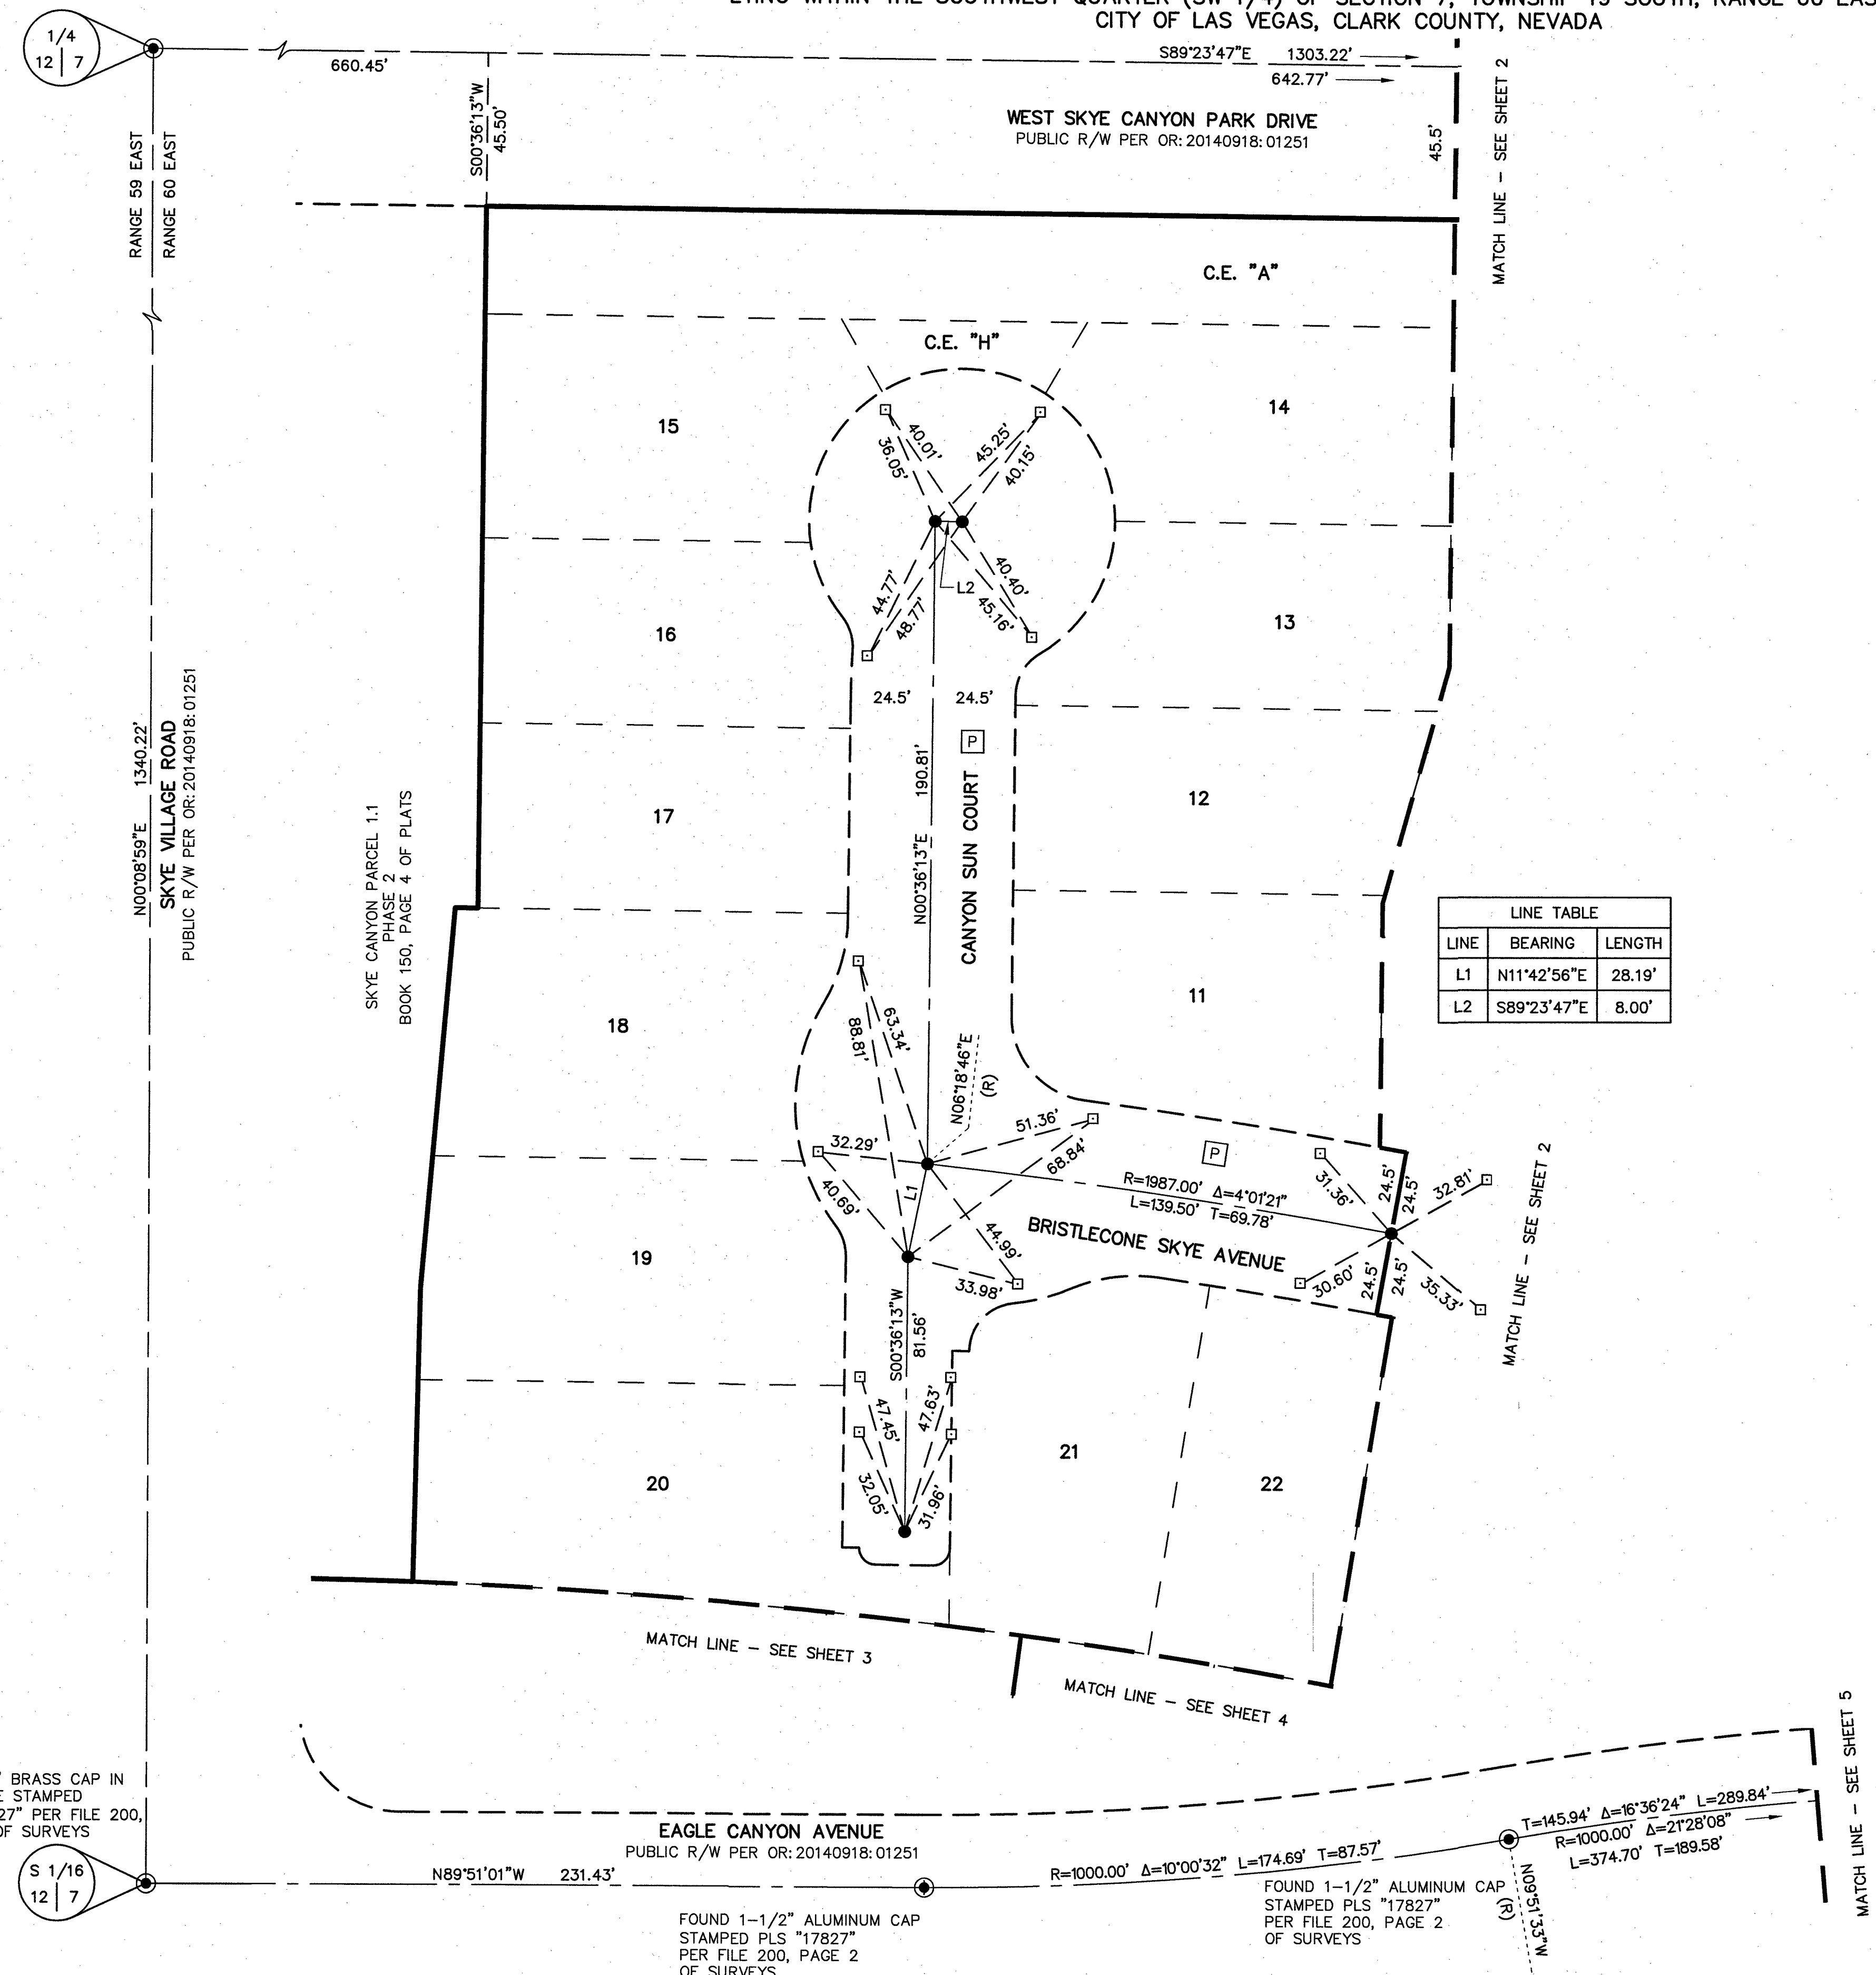 CITY OF LAS VEGAS, CLARK COUNTY, NEVADA
1/4
12 | 7
660.45'
S89°23'47"E 1303.22'
642.77'
S00°36'13"W
45.50'
WEST SKYE CANYON PARK DRIVE
PUBLIC R/W PER OR: 20140918: 01251
45.5'
MATCH LINE – SEE SHEET 2
RANGE 59 EAST
RANGE 60 EAST
C.E. "A"
C.E. "H"
15
14
40.01'
36.05'
45.25'
40.15'
L2
44.77'
48.77'
40.40'
45.16'
16
13
24.5'
24.5'
P
N00°08'59"E 1340.22'
SKYE VILLAGE ROAD
PUBLIC R/W PER OR: 20140918: 01251
SKYE CANYON PARCEL 1.1
PHASE 2
BOOK 150, PAGE 4 OF PLATS
N00°36'13"E 190.81'
CANYON SUN COURT
17
12
LINE TABLE
LINE BEARING LENGTH
L1 N11°42'56"E 28.19'
L2 S89°23'47"E 8.00'
18
11
63.34'
88.81'
N06°18'46"E
(R)
32.29'
51.36'
68.84'
40.69'
L1
44.99'
33.98'
P
R=1987.00' Δ=4°01'21"
L=139.50' T=69.78'
BRISTLECONE SKYE AVENUE
31.36'
24.5'
24.5'
32.81'
30.60'
24.5'
24.5'
35.33'
MATCH LINE – SEE SHEET 2
19
S00°36'13"W
81.56'
47.45'
47.63'
32.05'
31.96'
20
21
22
MATCH LINE – SEE SHEET 3
MATCH LINE – SEE SHEET 4
MATCH LINE – SEE SHEET 5
BRASS CAP IN
STAMPED
27" PER FILE 200,
OF SURVEYS
S 1/16
12 | 7
EAGLE CANYON AVENUE
PUBLIC R/W PER OR: 20140918: 01251
N89°51'01"W 231.43'
FOUND 1–1/2" ALUMINUM CAP
STAMPED PLS "17827"
PER FILE 200, PAGE 2
OF SURVEYS
R=1000.00' Δ=10°00'32" L=174.69' T=87.57'
FOUND 1–1/2" ALUMINUM CAP
STAMPED PLS "17827"
PER FILE 200, PAGE 2
OF SURVEYS
T=145.94' Δ=16°36'24" L=289.84'
R=1000.00' Δ=21°28'08"
L=374.70' T=189.58'
N09°51'33"W
(R)